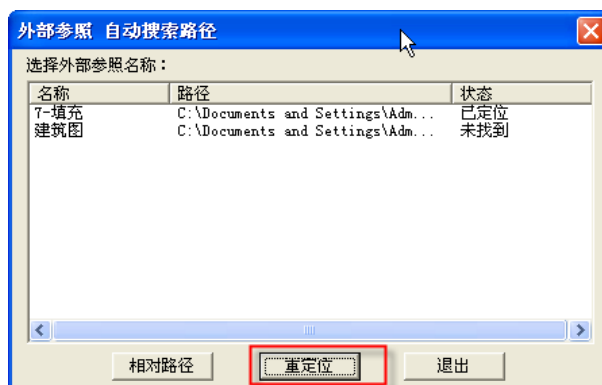 外部参照 自动搜索路径
选择外部参照名称：
名称 路径 状态
7-填充 C:\Documents and Settings\Adm... 已定位
建筑图 C:\Documents and Settings\Adm... 未找到
相对路径 重定位 退出